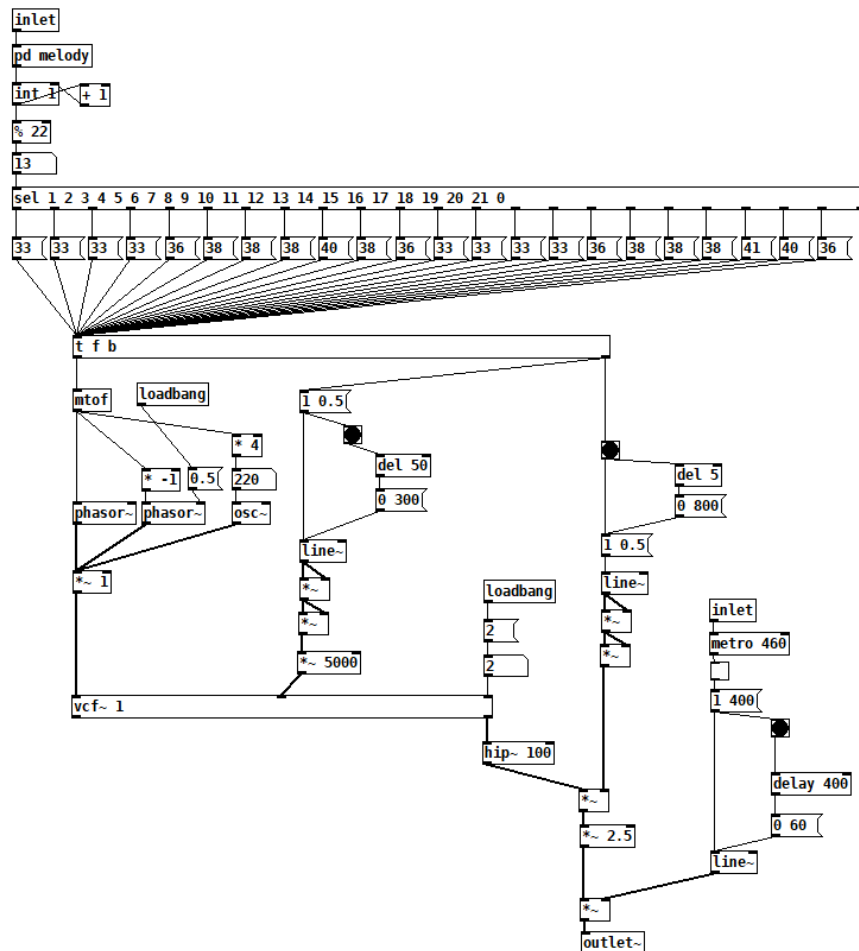 inlet
pd melody
int 1
+ 1
% 22
13
sel 1 2 3 4 5 6 7 8 9 10 11 12 13 14 15 16 17 18 19 20 21 0
33 33 33 33 36 38 38 38 40 38 36 33 33 33 33 36 38 38 38 41 40 36
t f b
mtof
loadbang
1 0.5
* 4
del 50
del 5
* -1
0.5
220
0 300
0 800
phasor~
phasor~
osc~
1 0.5
line~
*~ 1
*~
loadbang
line~
inlet
*~
2
*~
metro 460
*~ 5000
2
*~
1 400
vcf~ 1
hip~ 100
delay 400
*~
0 60
*~ 2.5
line~
*~
outlet~